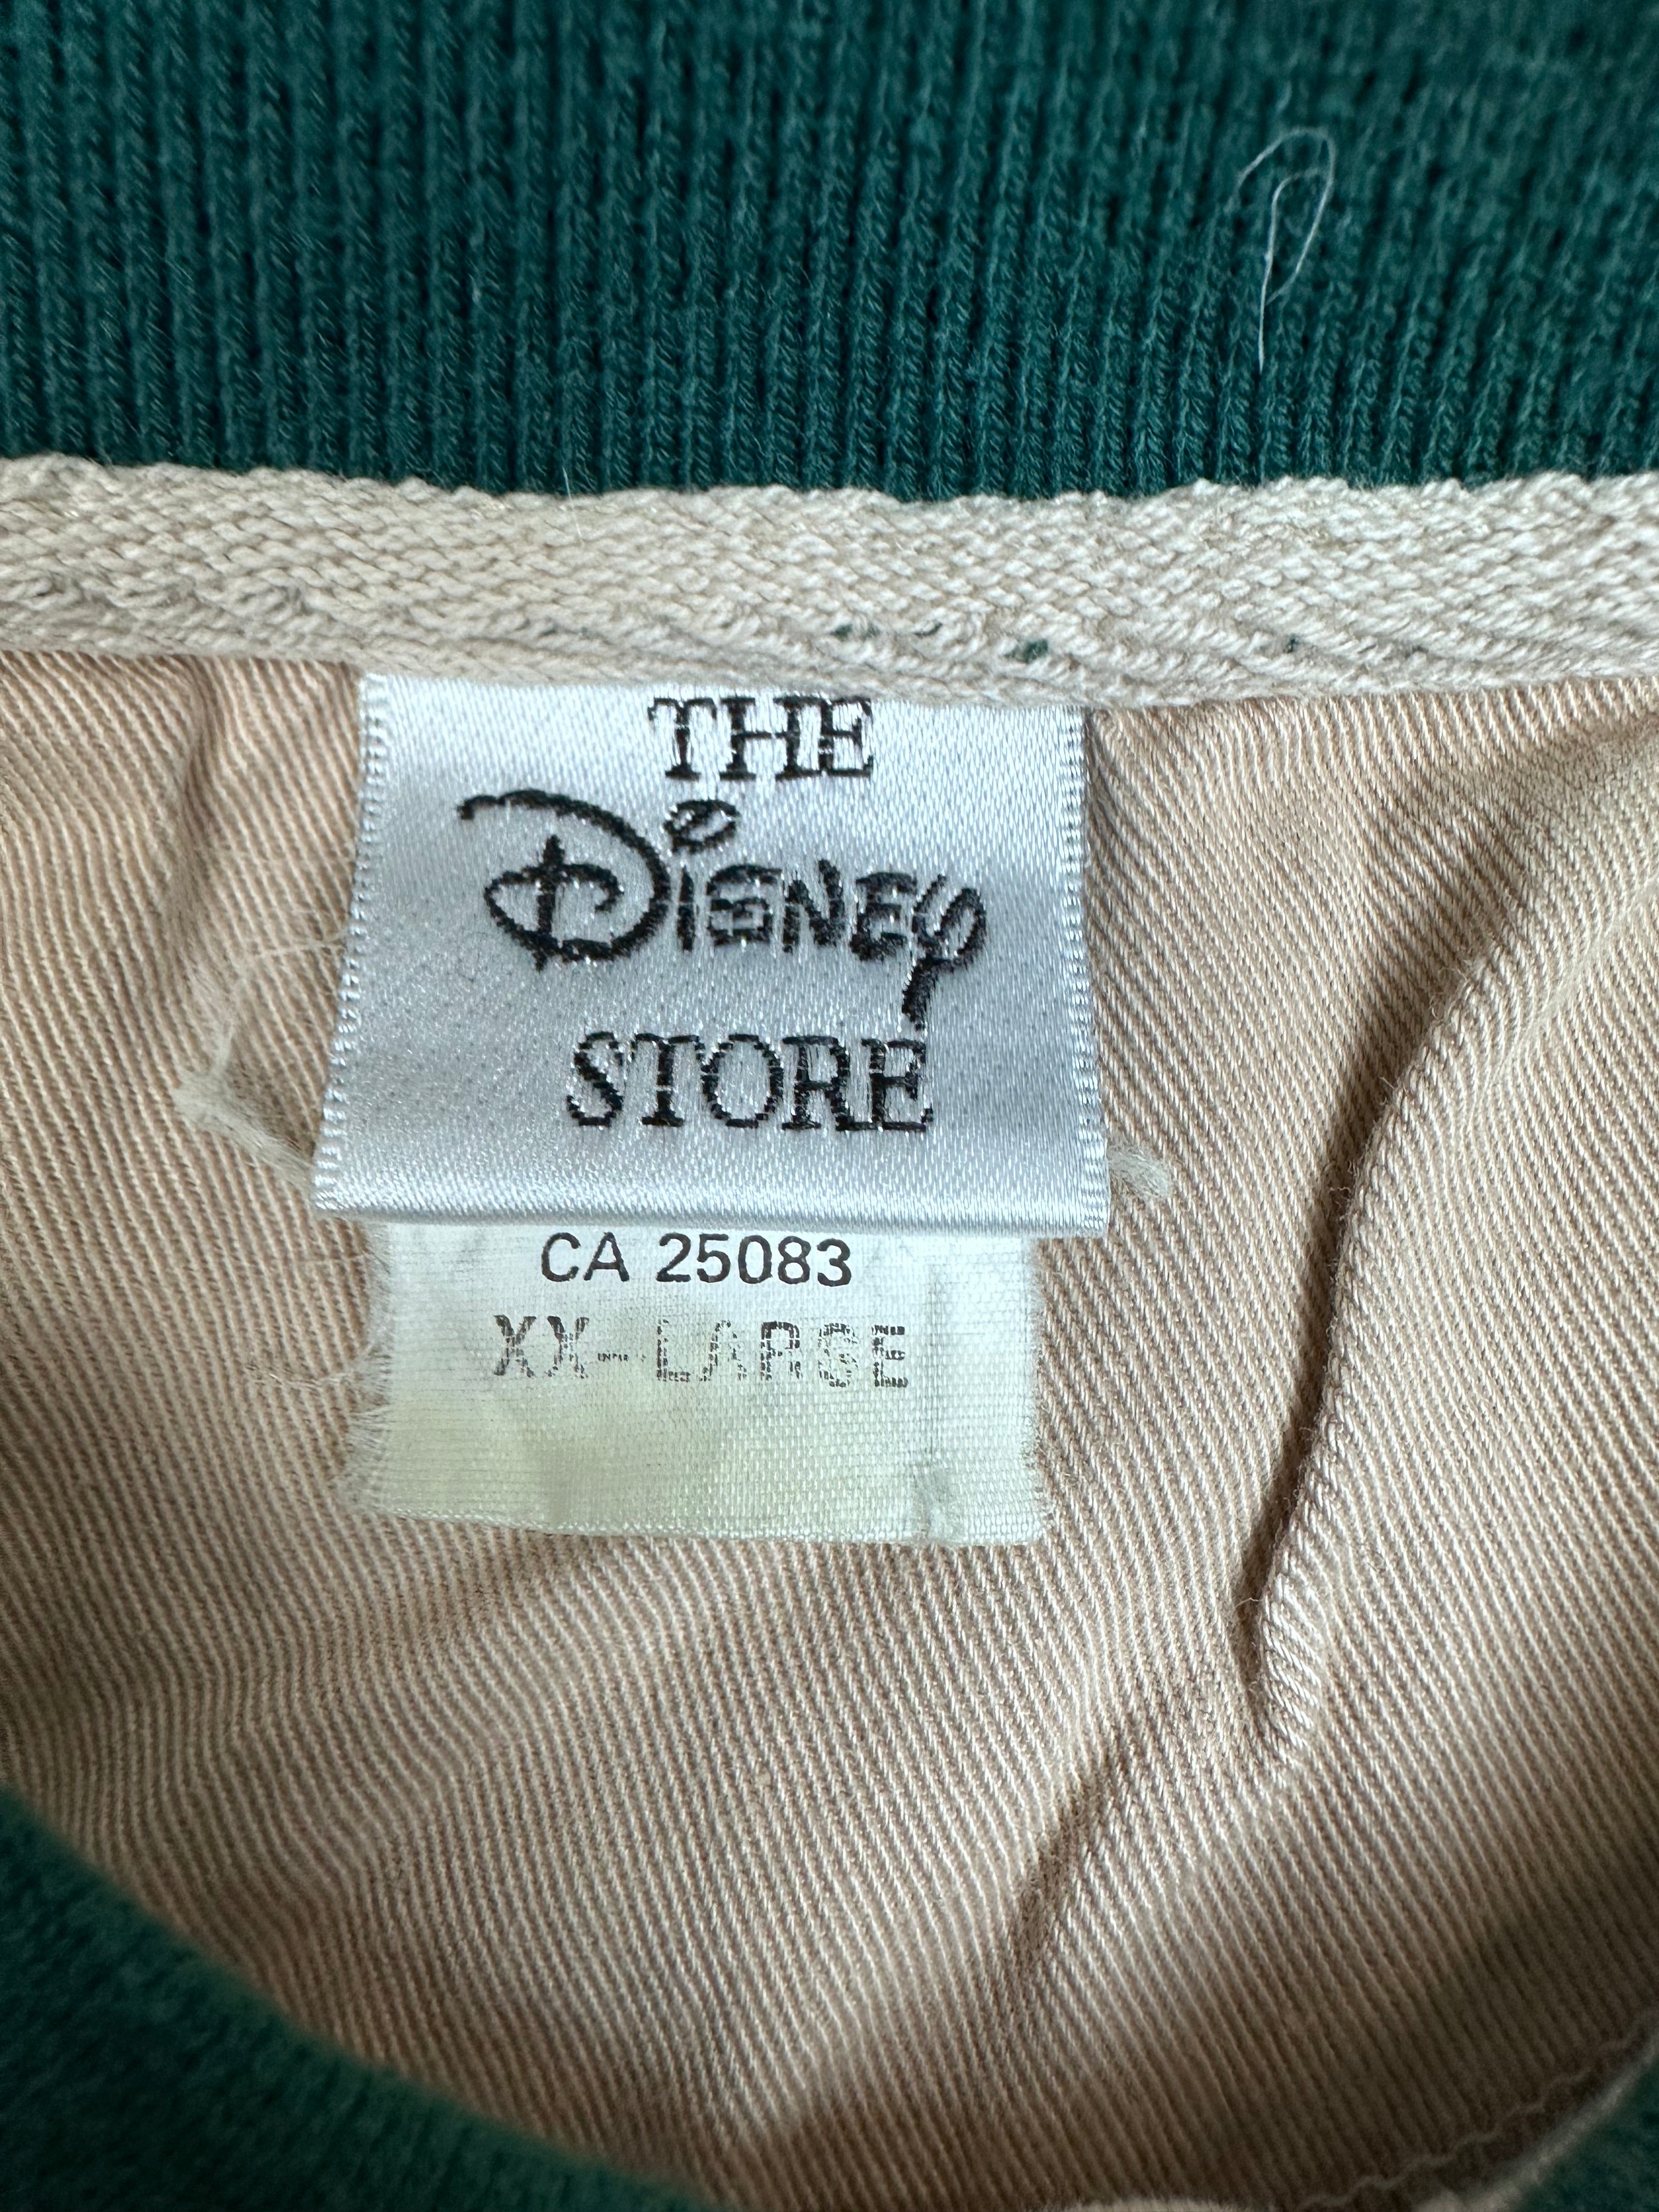 THE
Disney
STORE
CA 25083
XX-LARGE